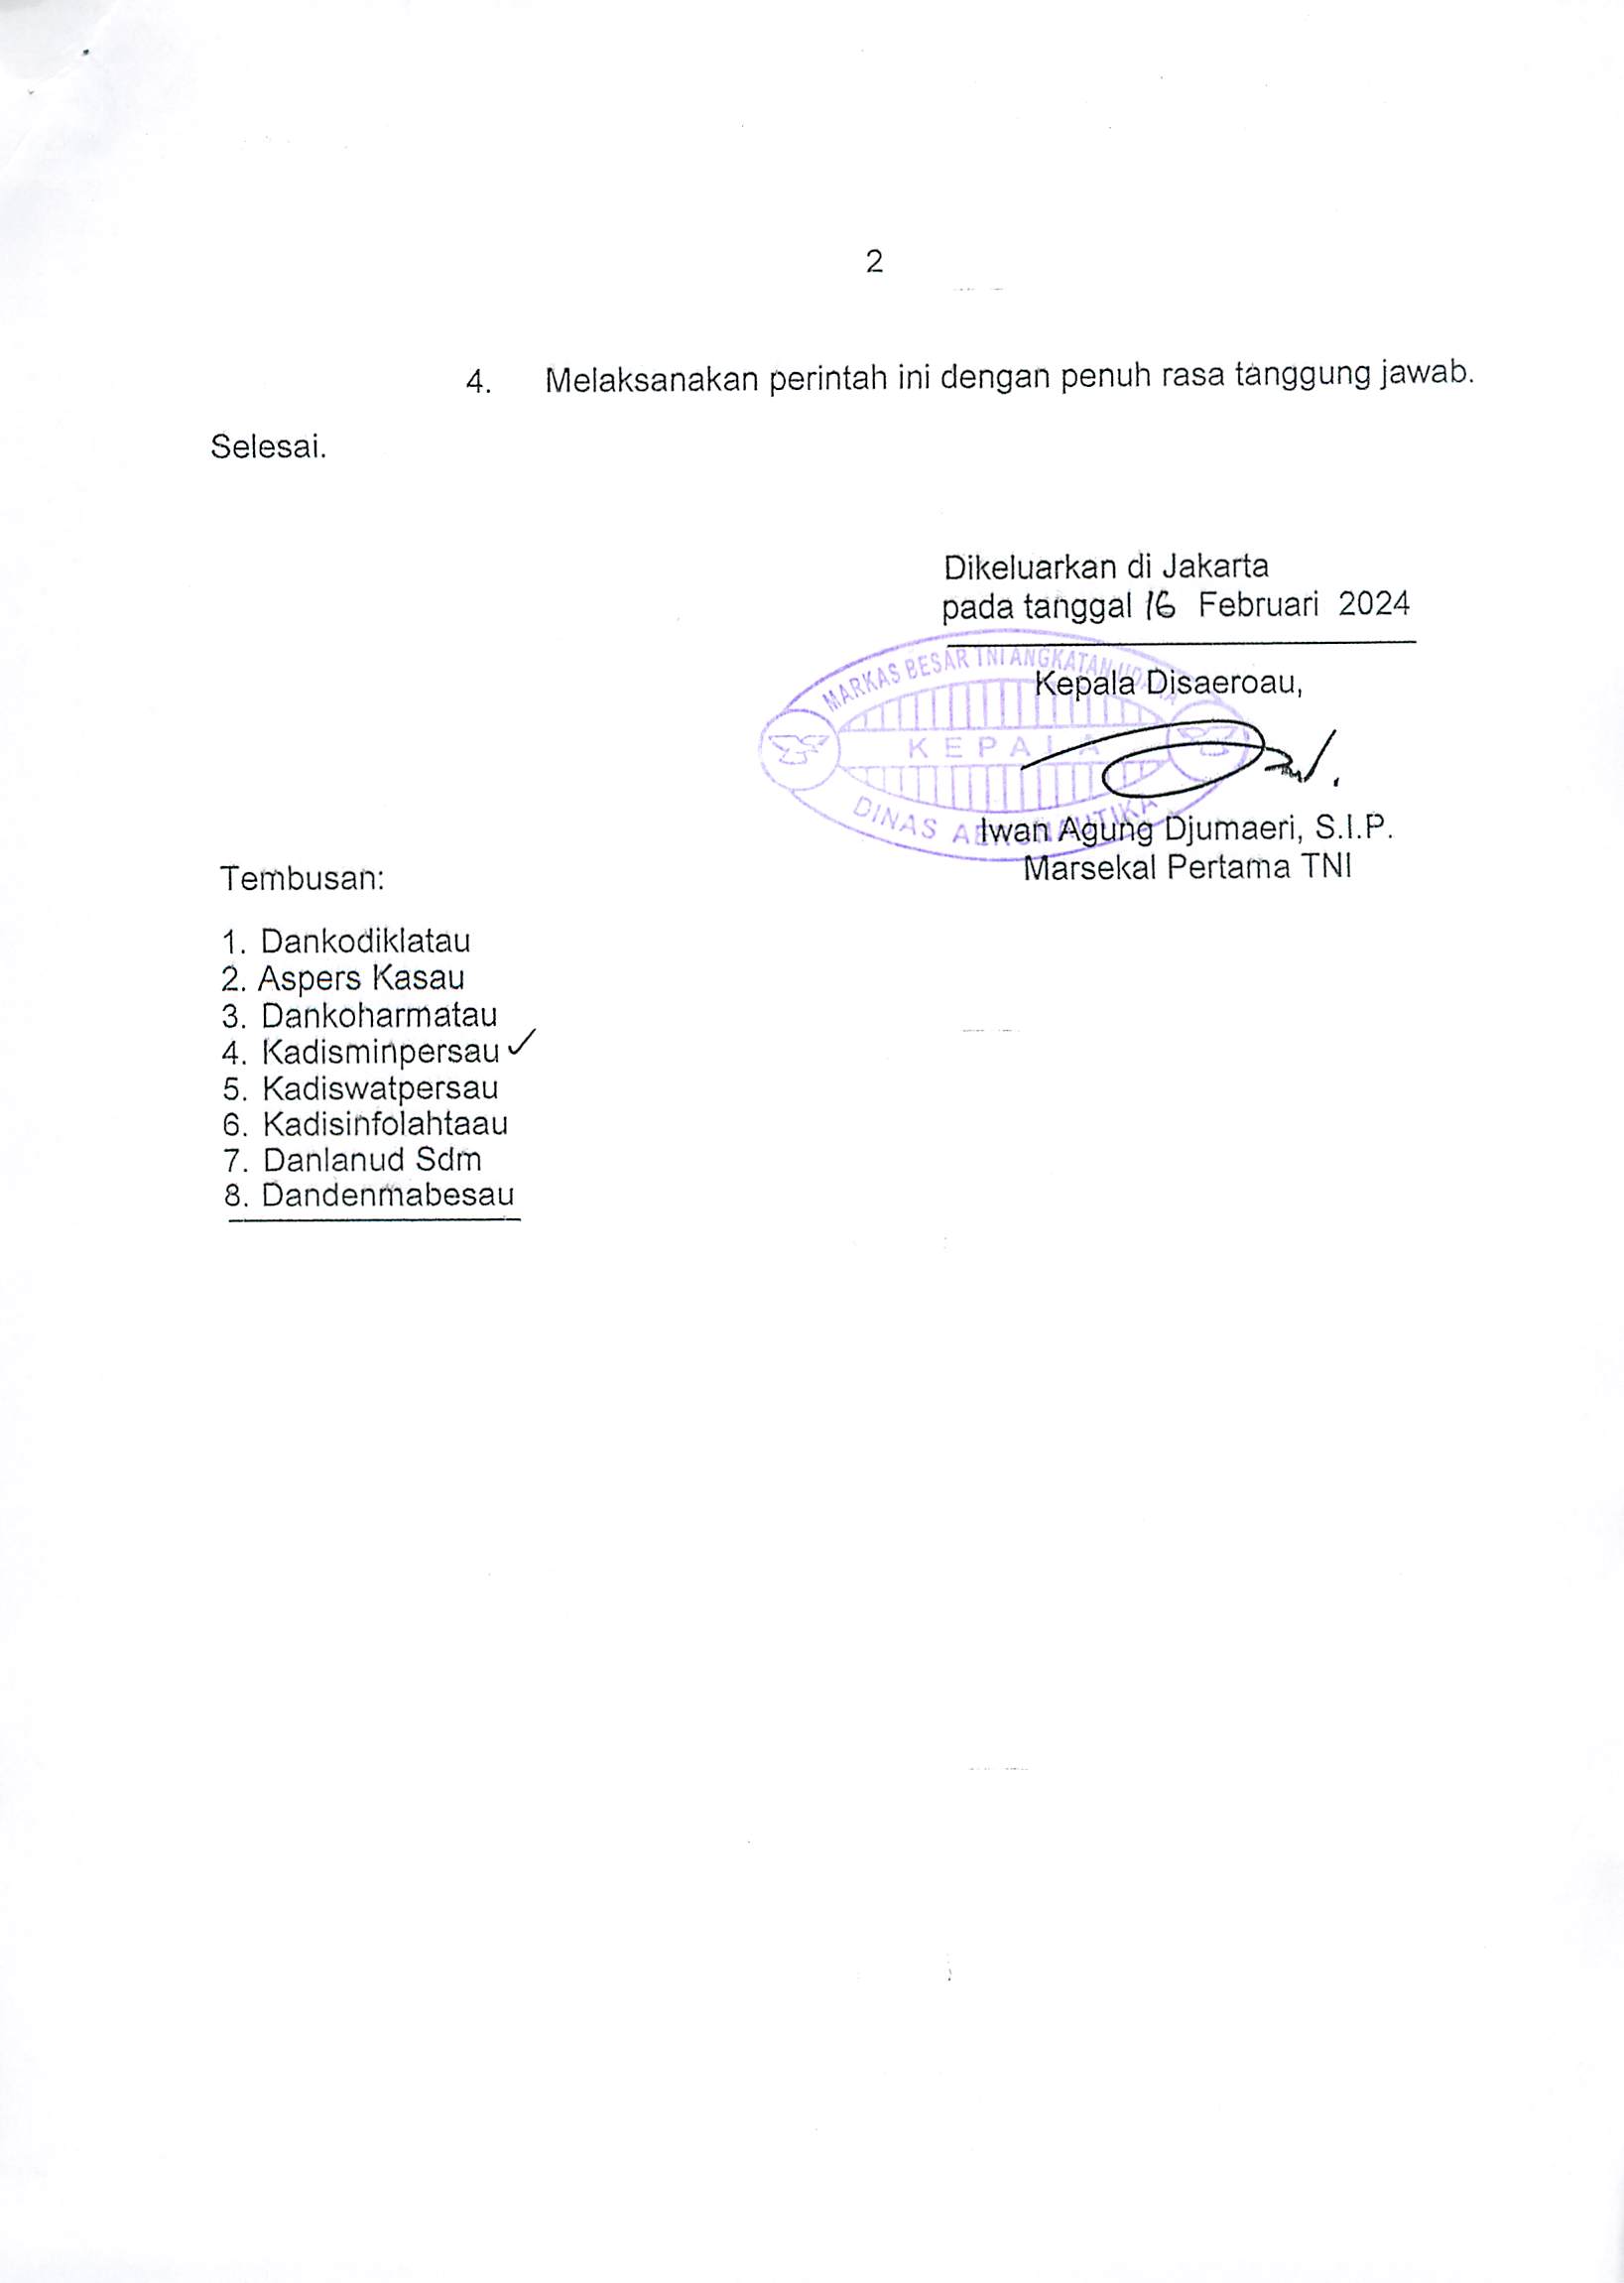 2
4. Melaksanakan perintah ini dengan penuh rasa tanggung jawab.
Selesai.
Dikeluarkan di Jakarta
pada tanggal 16 Februari 2024
MARKAS BESAR TNI ANGKATAN UDARA
Kepala Disaeroau,
KEPALA
DINAS AERONAUTIKA
Iwan Agung Djumaeri, S.I.P.
Marsekal Pertama TNI
Tembusan:
1. Dankodiklatau
2. Aspers Kasau
3. Dankoharmatau
4. Kadisminpersau ✓
5. Kadiswatpersau
6. Kadisinfolahtaau
7. Danlanud Sdm
8. Dandenmabesau